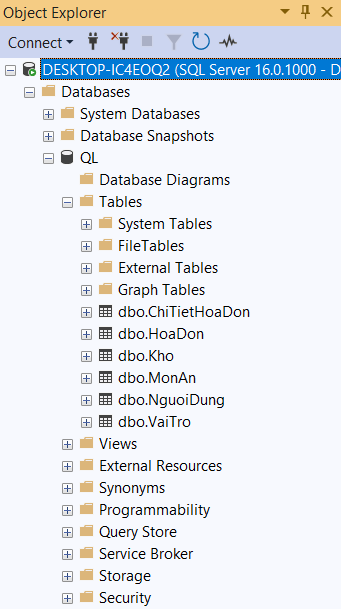 Object Explorer
Connect
DESKTOP-IC4EOQ2 (SQL Server 16.0.1000 - D
Databases
System Databases
Database Snapshots
QL
Database Diagrams
Tables
System Tables
FileTables
External Tables
Graph Tables
dbo.ChiTietHoaDon
dbo.HoaDon
dbo.Kho
dbo.MonAn
dbo.NguoiDung
dbo.VaiTro
Views
External Resources
Synonyms
Programmability
Query Store
Service Broker
Storage
Security